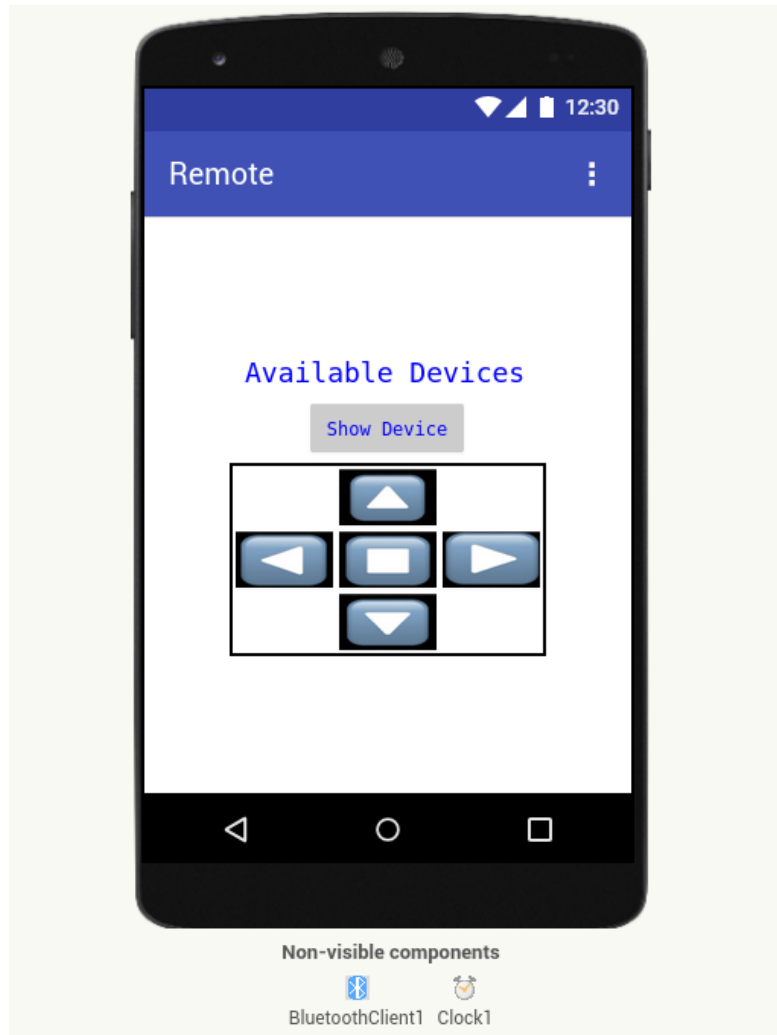 12:30
Remote
Available Devices
Show Device
Non-visible components
BluetoothClient1 Clock1